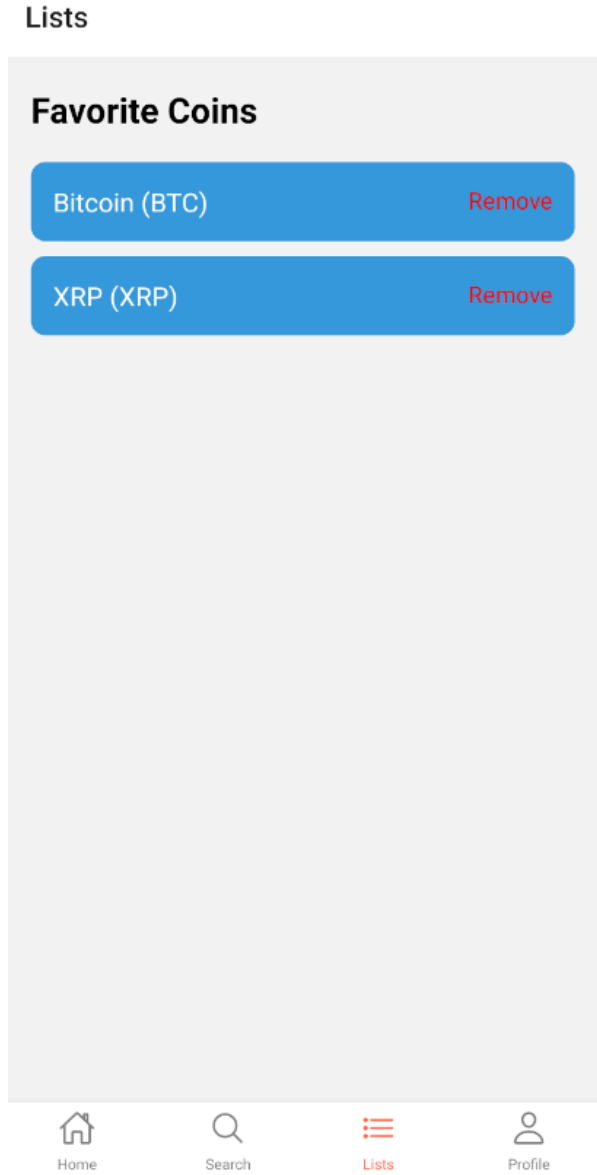 Lists
Favorite Coins
Bitcoin (BTC) Remove
XRP (XRP) Remove
Home Search Lists Profile